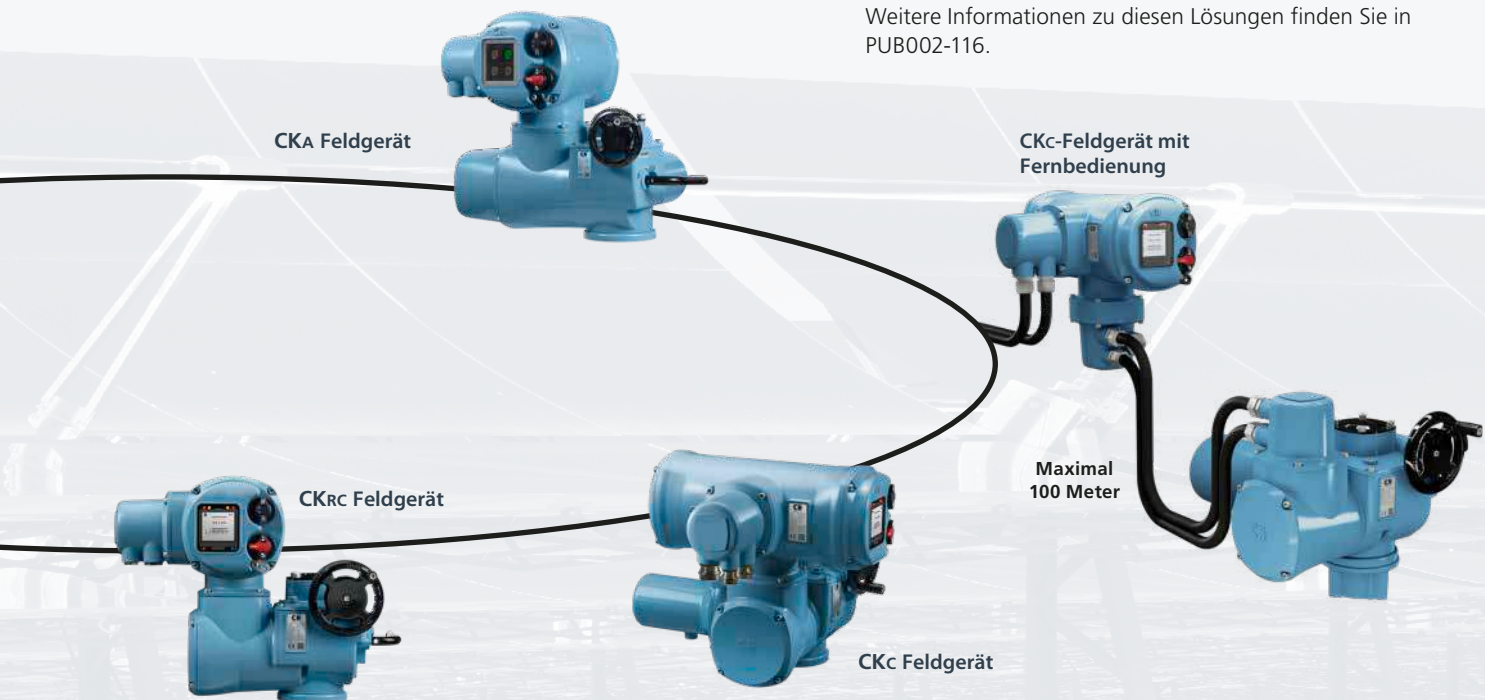 Weitere Informationen zu diesen Lösungen finden Sie in
PUB002-116.
CKA Feldgerät
CKC-Feldgerät mit
Fernbedienung
Maximal
100 Meter
CKRC Feldgerät
CKC Feldgerät